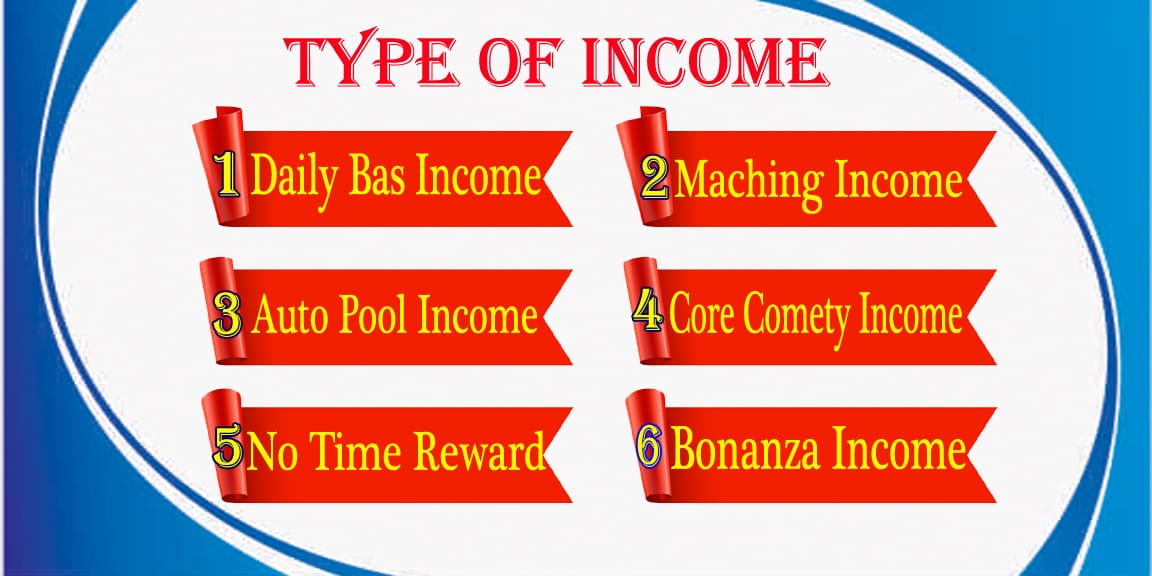 TYPE OF INCOME
1 Daily Bas Income
2 Maching Income
3 Auto Pool Income
4 Core Comety Income
5 No Time Reward
6 Bonanza Income